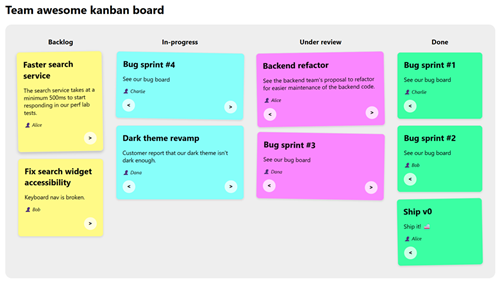 Team awesome kanban board
Backlog
Faster search
service
The search service takes at a
minimum 500ms to start
responding in our perf lab
tests.
Alice
>
Fix search widget
accessibility
Keyboard nav is broken.
Bob
>
In-progress
Bug sprint #4
See our bug board
Charlie
<
>
Dark theme revamp
Customer report that our dark theme isn't
dark enough.
Dana
<
>
Under review
Backend refactor
See the backend team's proposal to refactor
for easier maintenance of the backend code.
Alice
<
>
Bug sprint #3
See our bug board
Dana
<
>
Done
Bug sprint #1
See our bug board
Charlie
<
Bug sprint #2
See our bug board
Bob
<
Ship v0
Ship it!
Alice
<